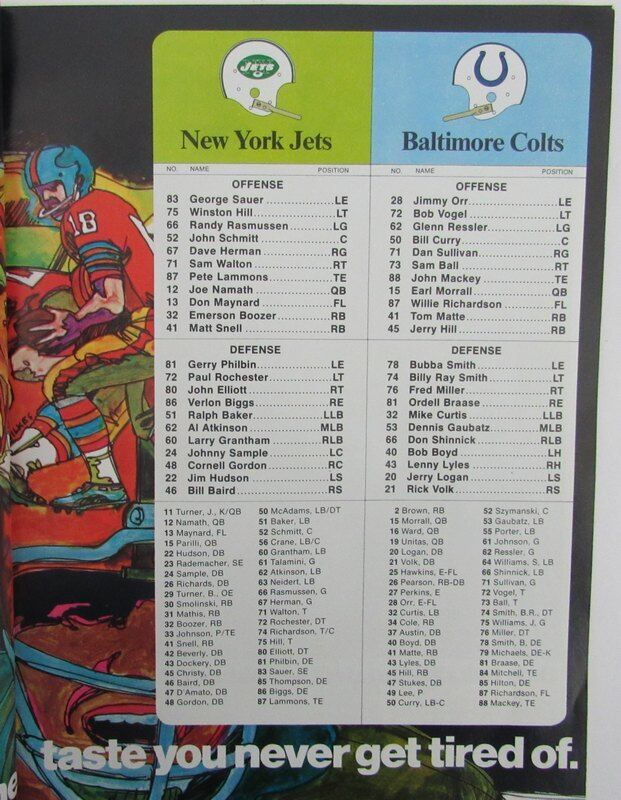 JETS
New York Jets
NO. NAME POSITION
OFFENSE
83 George Sauer LE
75 Winston Hill LT
66 Randy Rasmussen LG
52 John Schmitt C
67 Dave Herman RG
71 Sam Walton RT
87 Pete Lammons TE
12 Joe Namath QB
13 Don Maynard FL
32 Emerson Boozer RB
41 Matt Snell RB
DEFENSE
81 Gerry Philbin LE
72 Paul Rochester LT
80 John Elliott RT
86 Verlon Biggs RE
51 Ralph Baker LLB
62 Al Atkinson MLB
60 Larry Grantham RLB
24 Johnny Sample LC
48 Cornell Gordon RC
22 Jim Hudson LS
46 Bill Baird RS
11 Turner, J., K/QB
12 Namath, QB
13 Maynard, FL
15 Parilli, QB
22 Hudson, DB
23 Rademacher, SE
24 Sample, DB
26 Richards, DB
29 Turner, B., OE
30 Smolinski, RB
31 Mathis, RB
32 Boozer, RB
33 Johnson, P/TE
41 Snell, RB
42 Beverly, DB
43 Dockery, DB
45 Christy, DB
46 Baird, DB
47 D'Amato, DB
48 Gordon, DB
50 McAdams, LB/DT
51 Baker, LB
52 Schmitt, C
56 Crane, LB/C
60 Grantham, LB
61 Talamini, G
62 Atkinson, LB
63 Neidert, LB
66 Rasmussen, G
67 Herman, G
71 Walton, T
72 Rochester, DT
74 Richardson, T/C
75 Hill, T
80 Elliott, DT
81 Philbin, DE
83 Sauer, SE
85 Thompson, DE
86 Biggs, DE
87 Lammons, TE
Baltimore Colts
NO. NAME POSITION
OFFENSE
28 Jimmy Orr LE
72 Bob Vogel LT
62 Glenn Ressler LG
50 Bill Curry C
71 Dan Sullivan RG
73 Sam Ball RT
88 John Mackey TE
15 Earl Morrall QB
87 Willie Richardson FL
41 Tom Matte RB
45 Jerry Hill RB
DEFENSE
78 Bubba Smith LE
74 Billy Ray Smith LT
76 Fred Miller RT
81 Ordell Braase RE
32 Mike Curtis LLB
53 Dennis Gaubatz MLB
66 Don Shinnick RLB
40 Bob Boyd LH
43 Lenny Lyles RH
20 Jerry Logan LS
21 Rick Volk RS
2 Brown, RB
15 Morrall, QB
16 Ward, QB
19 Unitas, QB
20 Logan, DB
21 Volk, DB
25 Hawkins, E-FL
26 Pearson, RB-DB
27 Perkins, E
28 Orr, E-FL
32 Curtis, LB
34 Cole, RB
37 Austin, DB
40 Boyd, DB
41 Matte, RB
43 Lyles, DB
45 Hill, RB
47 Stukes, DB
49 Lee, P
50 Curry, LB-C
52 Szymanski, C
53 Gaubatz, LB
55 Porter, LB
61 Johnson, G
62 Ressler, G
64 Williams, S, LB
66 Shinnick, LB
71 Sullivan, G
72 Vogel, T
73 Ball, T
74 Smith, B.R., DT
75 Williams, J, G
76 Miller, DT
78 Smith, B, DE
79 Michaels, DE-K
81 Braase, DE
84 Mitchell, TE
85 Hilton, DE
87 Richardson, FL
88 Mackey, TE
18
taste you never get tired of.